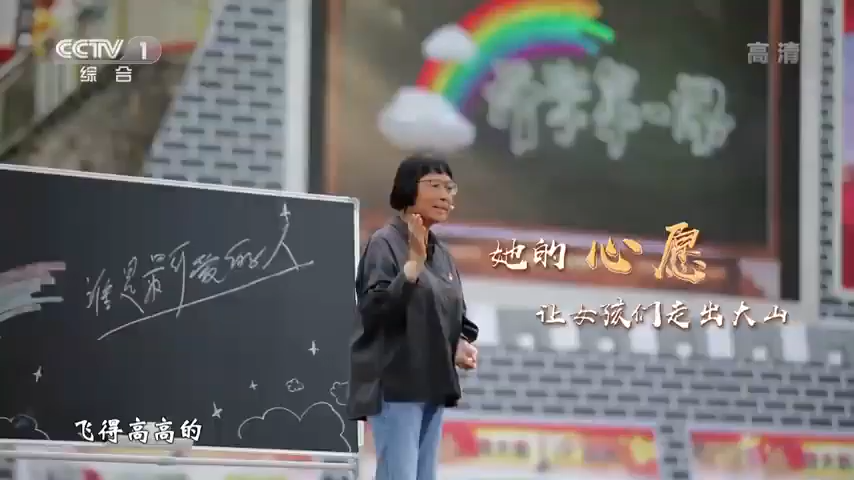 CCTV 1
综合
高清
开学第一课
谁是最可爱的人
她的心愿
让女孩们走出大山
飞得高高的